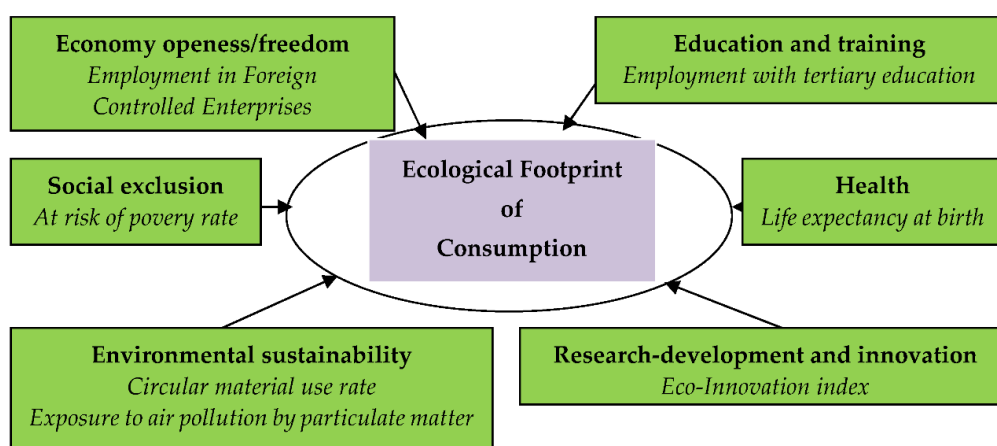 Economy openess/freedom
Employment in Foreign
Controlled Enterprises
Education and training
Employment with tertiary education
Social exclusion
At risk of povery rate
Ecological Footprint
of
Consumption
Health
Life expectancy at birth
Environmental sustainability
Circular material use rate
Exposure to air pollution by particulate matter
Research-development and innovation
Eco-Innovation index